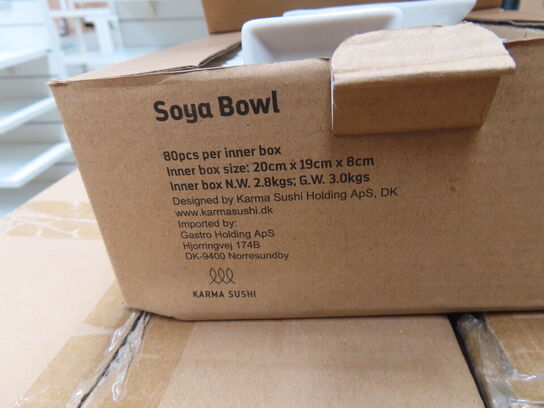 Soya Bowl
80pcs per inner box
Inner box size: 20cm x 19cm x 8cm
Inner box N.W. 2.8kgs; G.W. 3.0kgs
Designed by Karma Sushi Holding ApS, DK
www.karmasushi.dk
Imported by:
Gastro Holding ApS
Hjorringvej 174B
DK-9400 Norresundby
KARMA SUSHI